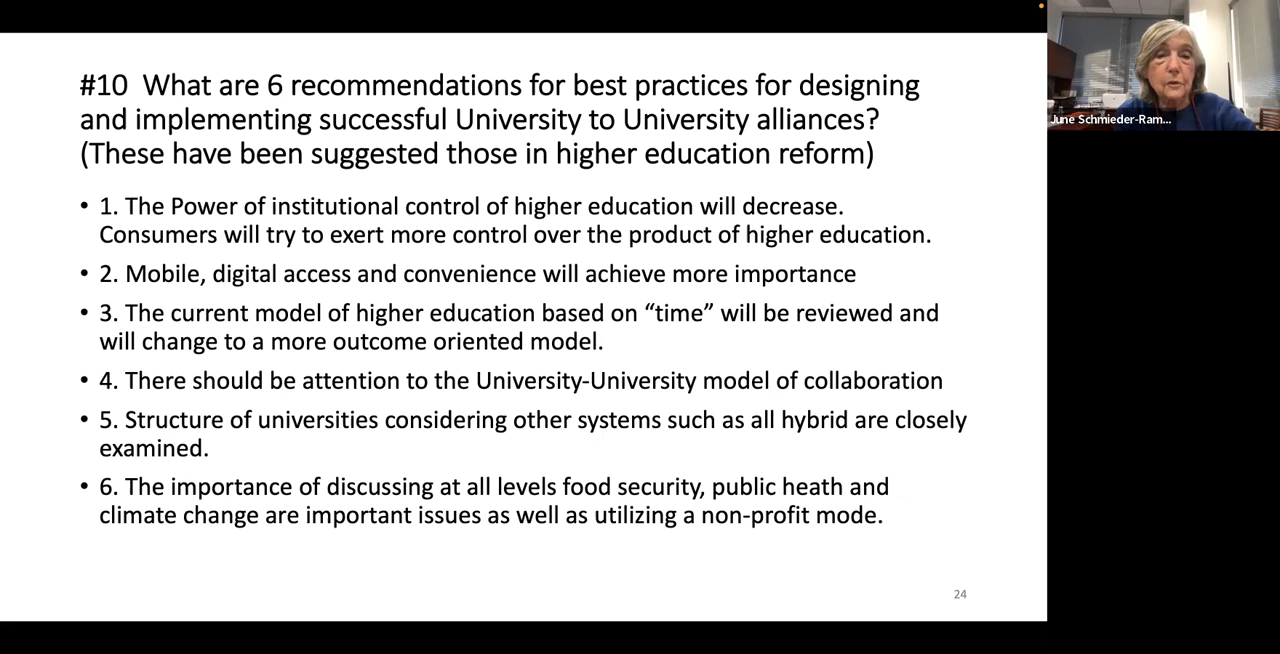 #10 What are 6 recommendations for best practices for designing
and implementing successful University to University alliances?
(These have been suggested those in higher education reform)
• 1. The Power of institutional control of higher education will decrease.
Consumers will try to exert more control over the product of higher education.
• 2. Mobile, digital access and convenience will achieve more importance
• 3. The current model of higher education based on “time” will be reviewed and
will change to a more outcome oriented model.
• 4. There should be attention to the University-University model of collaboration
• 5. Structure of universities considering other systems such as all hybrid are closely
examined.
• 6. The importance of discussing at all levels food security, public heath and
climate change are important issues as well as utilizing a non-profit mode.
24
June Schmieder-Ram...